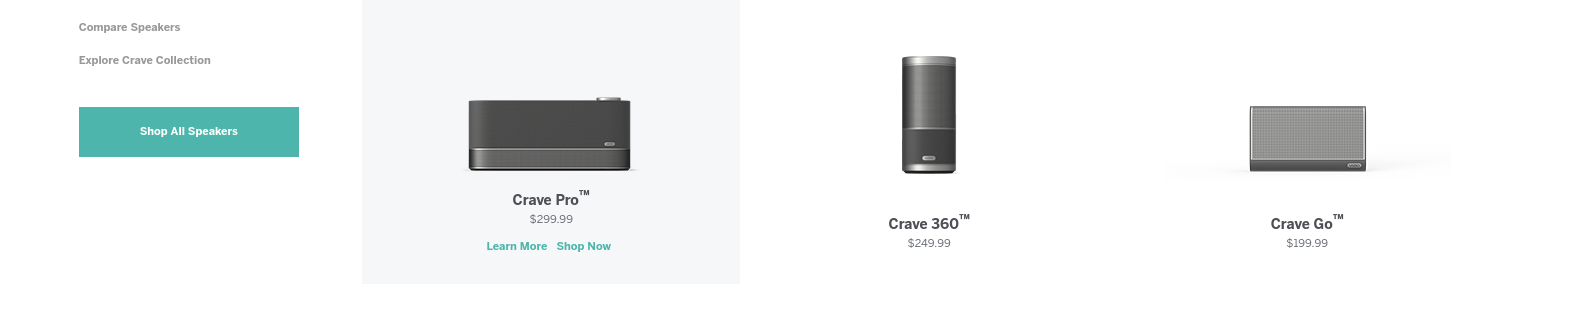 Compare Speakers
Explore Crave Collection
Shop All Speakers
Crave Pro™
$299.99
Learn More Shop Now
Crave 360™
$249.99
Crave Go™
$199.99